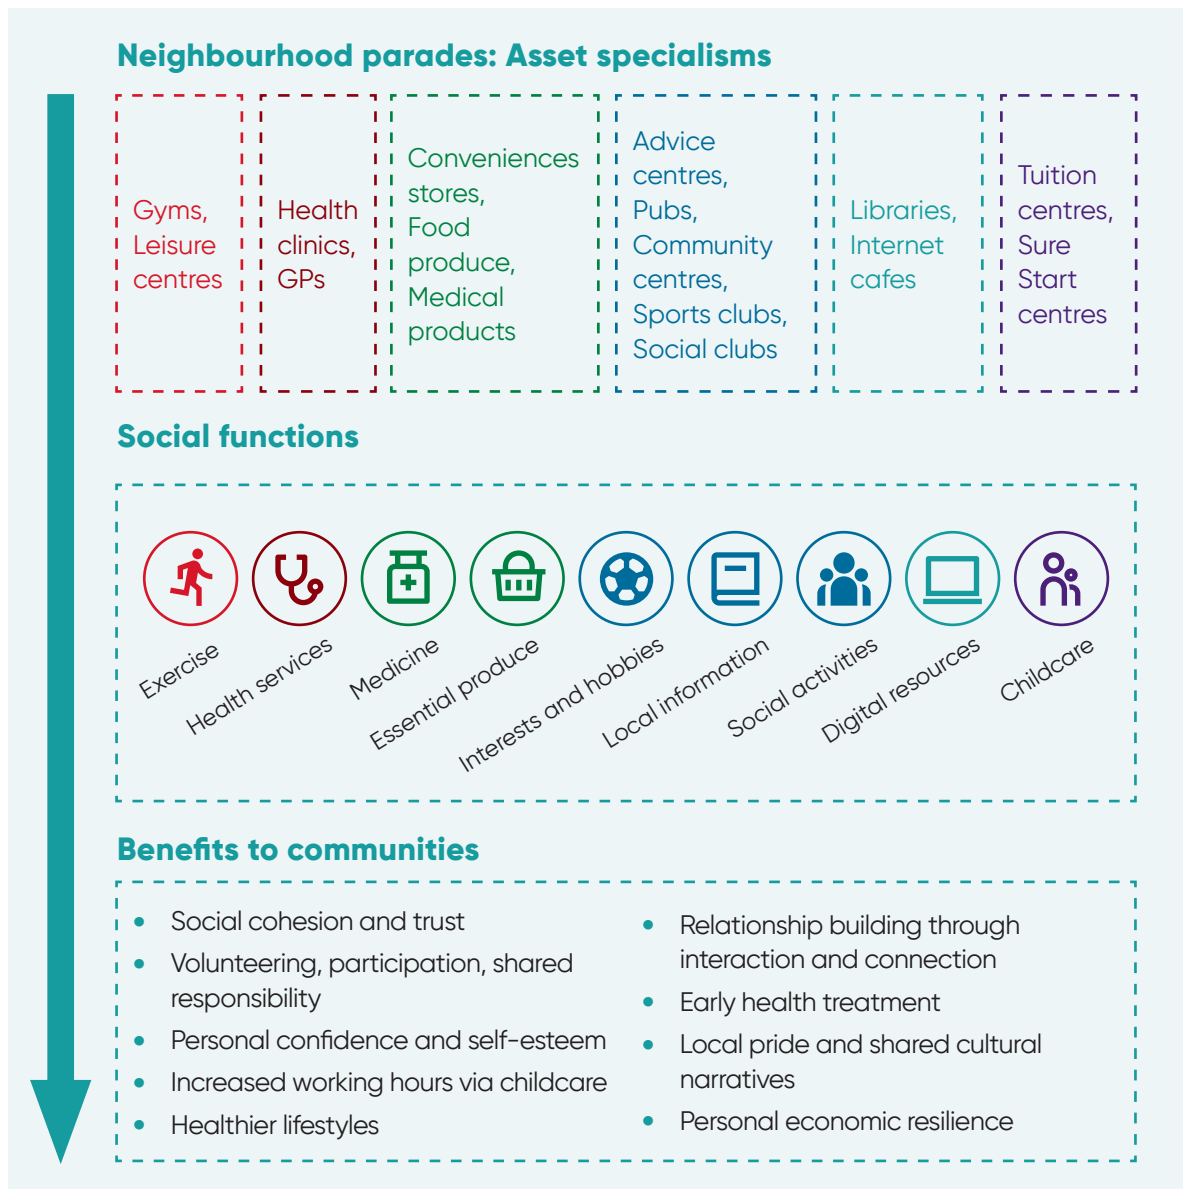 Neighbourhood parades: Asset specialisms
Gyms,
Leisure
centres
Health
clinics,
GPs
Conveniences
stores,
Food
produce,
Medical
products
Advice
centres,
Pubs,
Community
centres,
Sports clubs,
Social clubs
Libraries,
Internet
cafes
Tuition
centres,
Sure
Start
centres
Social functions
Exercise
Health services
Medicine
Essential produce
Interests and hobbies
Local information
Social activities
Digital resources
Childcare
Benefits to communities
• Social cohesion and trust
• Volunteering, participation, shared
responsibility
• Personal confidence and self-esteem
• Increased working hours via childcare
• Healthier lifestyles
• Relationship building through
interaction and connection
• Early health treatment
• Local pride and shared cultural
narratives
• Personal economic resilience